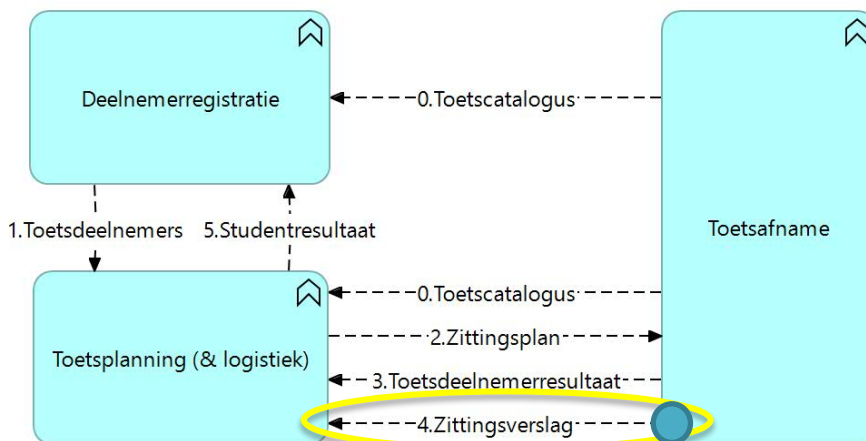 Deelnemerregistratie
0.Toetscatalogus
1.Toetsdeelnemers
5.Studentresultaat
Toetsafname
0.Toetscatalogus
2.Zittingsplan
Toetsplanning (& logistiek)
3.Toetsdeelnemerresultaat
4.Zittingsverslag